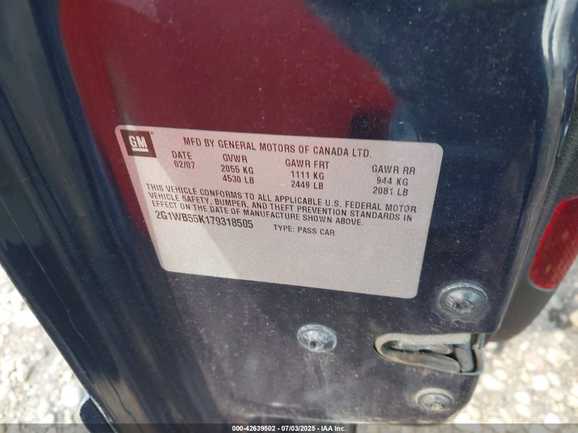 GM
MFD BY GENERAL MOTORS OF CANADA LTD.
DATE GVWR GAWR FRT GAWR RR
02/07 2055 KG 1111 KG 944 KG
4530 LB 2449 LB 2081 LB
THIS VEHICLE CONFORMS TO ALL APPLICABLE U.S. FEDERAL MOTOR
VEHICLE SAFETY, BUMPER, AND THEFT PREVENTION STANDARDS IN
EFFECT ON THE DATE OF MANUFACTURE SHOWN ABOVE.
2G1WB55K179318505 TYPE: PASS CAR
000-42639502 - 07/03/2025 - IAA Inc.